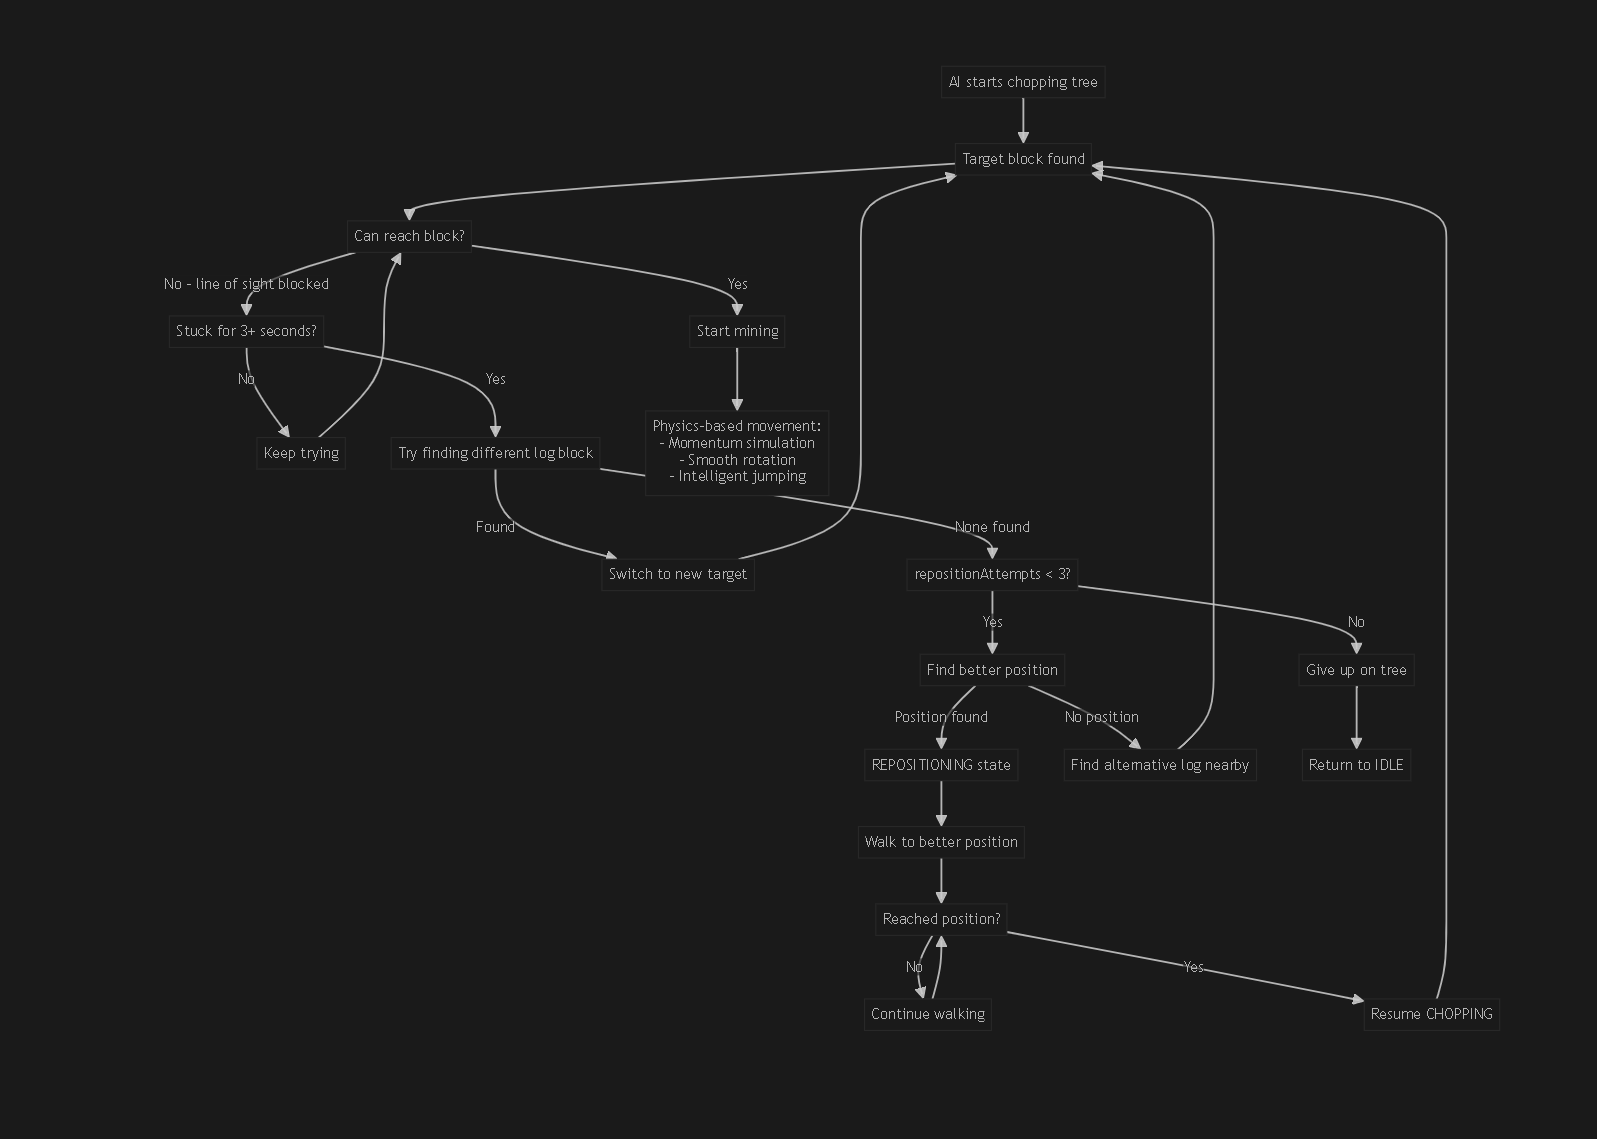 AI starts chopping tree
Target block found
Can reach block?
No - line of sight blocked
Yes
Stuck for 3+ seconds?
Start mining
No
Yes
Physics-based movement:
- Momentum simulation
- Smooth rotation
- Intelligent jumping
Keep trying
Try finding different log block
Found
None found
Switch to new target
repositionAttempts < 3?
Yes
No
Find better position
Give up on tree
Position found
No position
REPOSITIONING state
Find alternative log nearby
Return to IDLE
Walk to better position
Reached position?
No
Yes
Continue walking
Resume CHOPPING